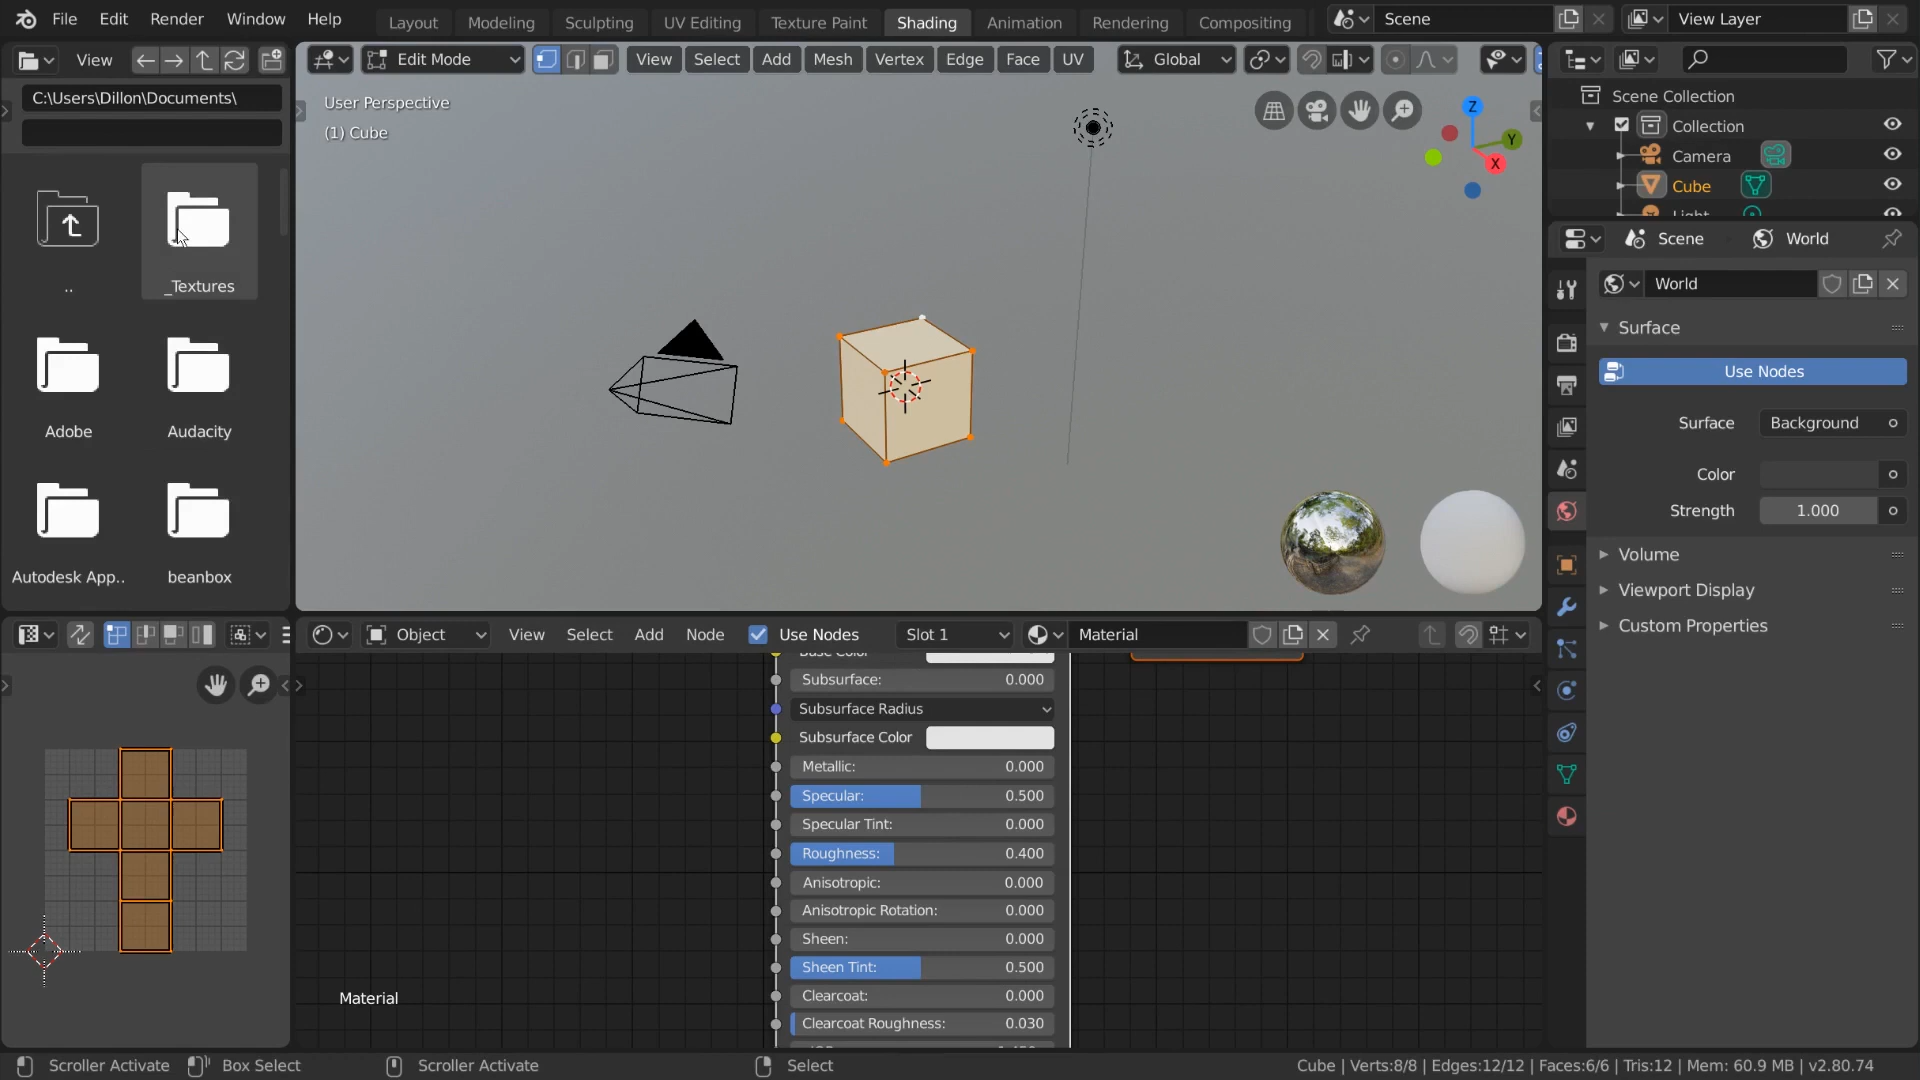 File Edit Render Window Help
Layout Modeling Sculpting UV Editing Texture Paint Shading Animation Rendering Compositing
Scene
View Layer
View
C:\Users\Dillon\Documents\
..
_Textures
Adobe
Audacity
Autodesk App..
beanbox
Edit Mode
View Select Add Mesh Vertex Edge Face UV
Global
User Perspective
(1) Cube
Z
Y
X
Scene Collection
Collection
Camera
Cube
Light
Scene World
World
Surface
Use Nodes
Surface Background
Color
Strength 1.000
Volume
Viewport Display
Custom Properties
Object View Select Add Node Use Nodes Slot 1 Material
Base Color
Subsurface: 0.000
Subsurface Radius
Subsurface Color
Metallic: 0.000
Specular: 0.500
Specular Tint: 0.000
Roughness: 0.400
Anisotropic: 0.000
Anisotropic Rotation: 0.000
Sheen: 0.000
Sheen Tint: 0.500
Clearcoat: 0.000
Clearcoat Roughness: 0.030
Material
Scroller Activate Box Select Scroller Activate Select
Cube | Verts:8/8 | Edges:12/12 | Faces:6/6 | Tris:12 | Mem: 60.9 MB | v2.80.74